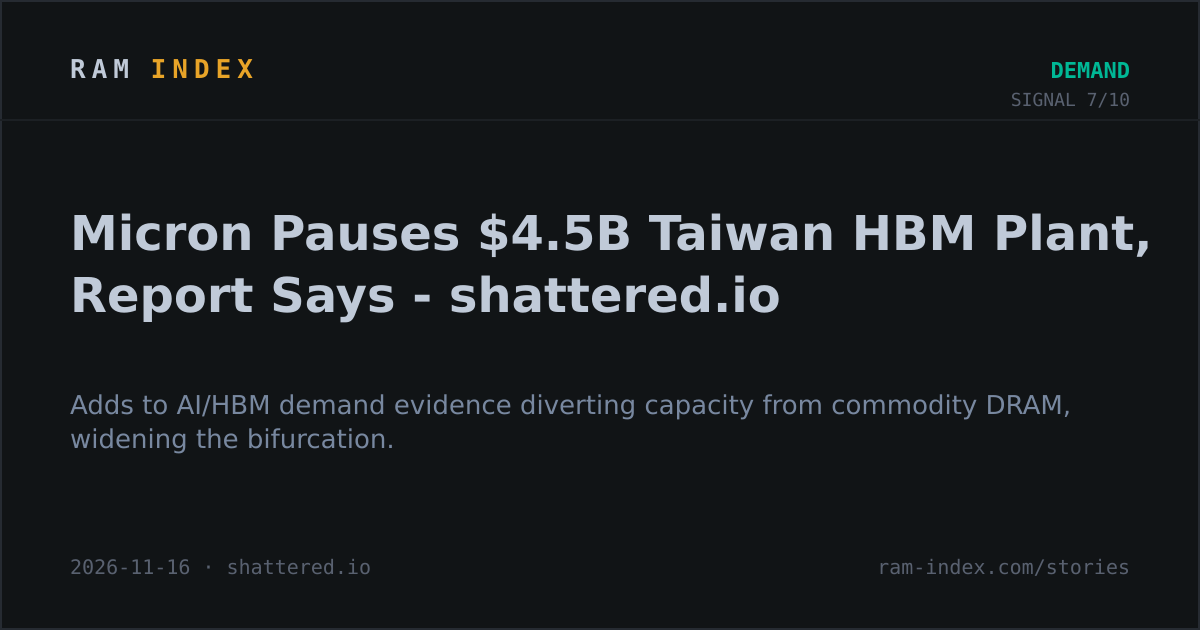 RAM INDEX
DEMAND
SIGNAL 7/10
Micron Pauses $4.5B Taiwan HBM Plant,
Report Says - shattered.io
Adds to AI/HBM demand evidence diverting capacity from commodity DRAM,
widening the bifurcation.
2026-11-16 · shattered.io
ram-index.com/stories